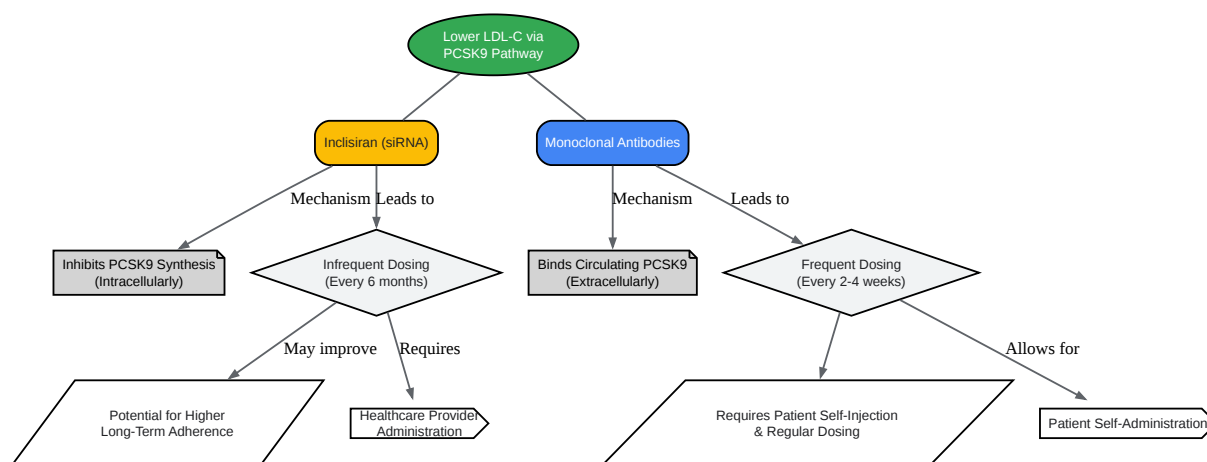 Lower LDL-C via
PCSK9 Pathway
Inclisiran (siRNA)
Monoclonal Antibodies
Mechanism
Leads to
Mechanism
Leads to
Inhibits PCSK9 Synthesis
(Intracellularly)
Infrequent Dosing
(Every 6 months)
Binds Circulating PCSK9
(Extracellularly)
Frequent Dosing
(Every 2-4 weeks)
May improve
Requires
Allows for
Potential for Higher
Long-Term Adherence
Healthcare Provider
Administration
Requires Patient Self-Injection
& Regular Dosing
Patient Self-Administration